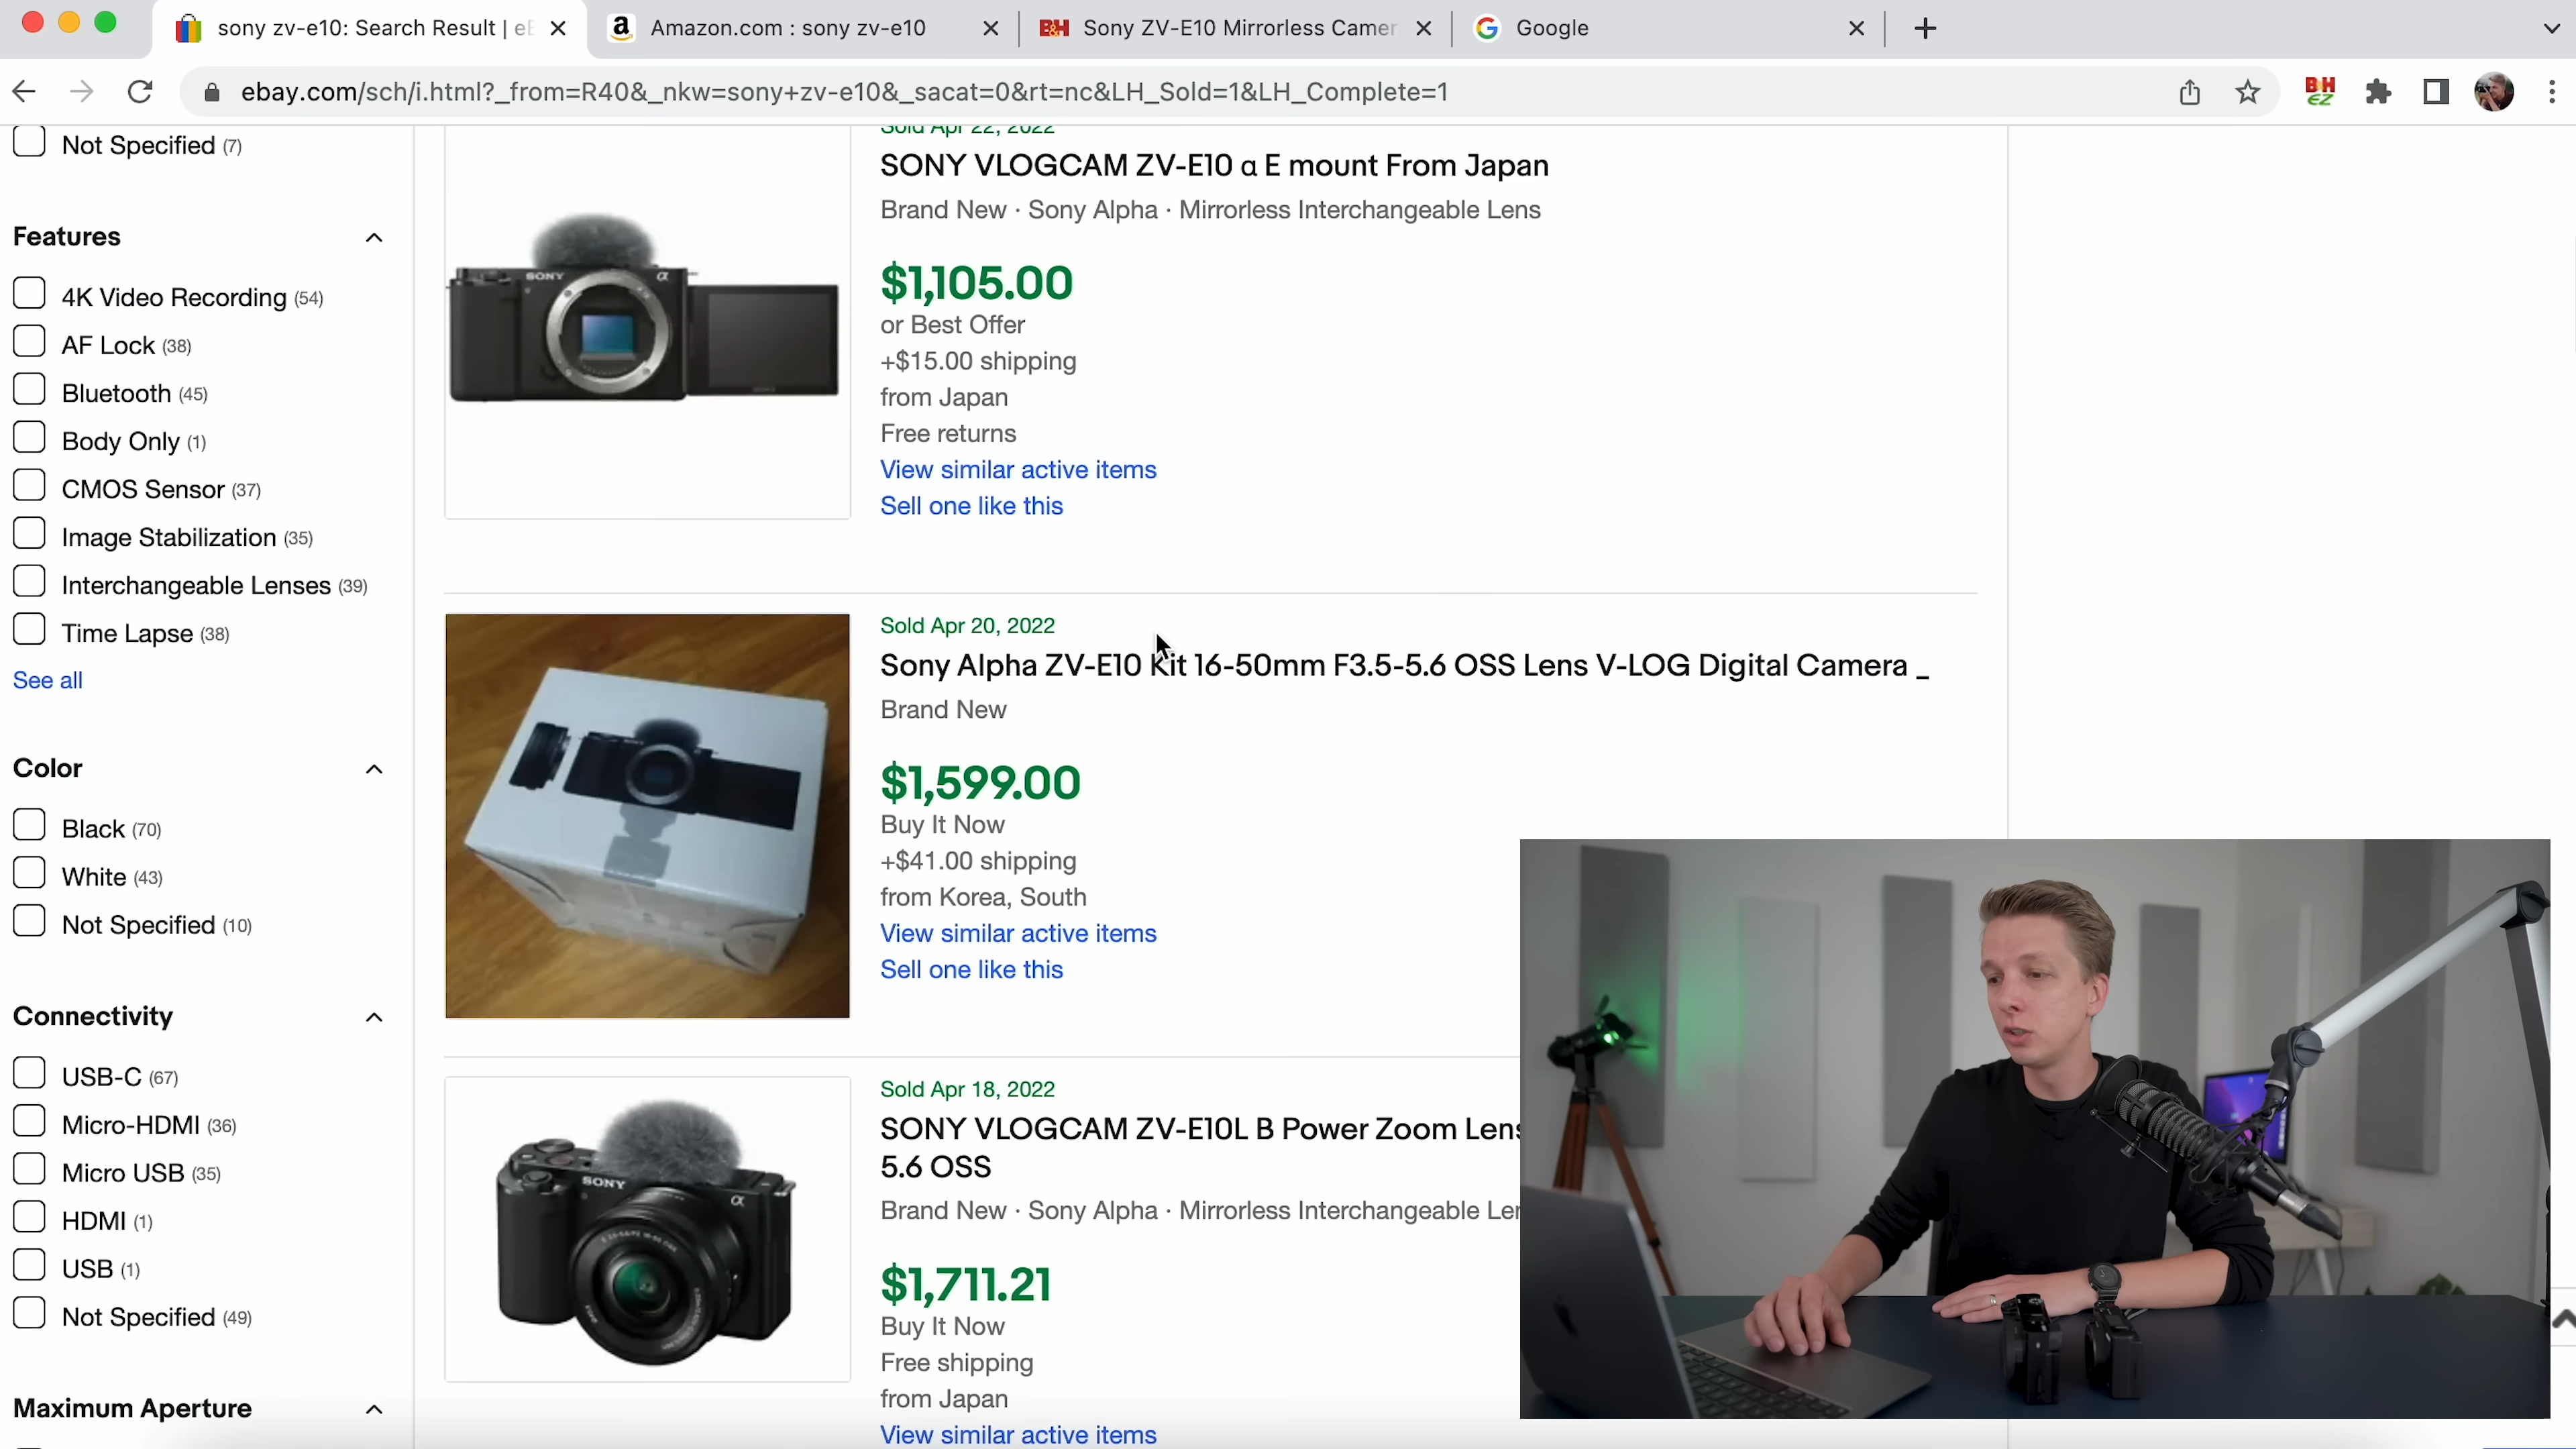 sony zv-e10: Search Result | eE
Amazon.com : sony zv-e10
B&H Sony ZV-E10 Mirrorless Camer
Google
ebay.com/sch/i.html?_from=R40&_nkw=sony+zv-e10&_sacat=0&rt=nc&LH_Sold=1&LH_Complete=1
B&H
EZ
Not Specified (7)
Features
4K Video Recording (54)
AF Lock (38)
Bluetooth (45)
Body Only (1)
CMOS Sensor (37)
Image Stabilization (35)
Interchangeable Lenses (39)
Time Lapse (38)
See all
Color
Black (70)
White (43)
Not Specified (10)
Connectivity
USB-C (67)
Micro-HDMI (36)
Micro USB (35)
HDMI (1)
USB (1)
Not Specified (49)
Maximum Aperture
SONY α
Sold Apr 22, 2022
SONY VLOGCAM ZV-E10 α E mount From Japan
Brand New · Sony Alpha · Mirrorless Interchangeable Lens
$1,105.00
or Best Offer
+$15.00 shipping
from Japan
Free returns
View similar active items
Sell one like this
Sold Apr 20, 2022
Sony Alpha ZV-E10 Kit 16-50mm F3.5-5.6 OSS Lens V-LOG Digital Camera _
Brand New
$1,599.00
Buy It Now
+$41.00 shipping
from Korea, South
View similar active items
Sell one like this
SONY α
Sold Apr 18, 2022
SONY VLOGCAM ZV-E10L B Power Zoom Lens
5.6 OSS
Brand New · Sony Alpha · Mirrorless Interchangeable Ler
$1,711.21
Buy It Now
Free shipping
from Japan
View similar active items